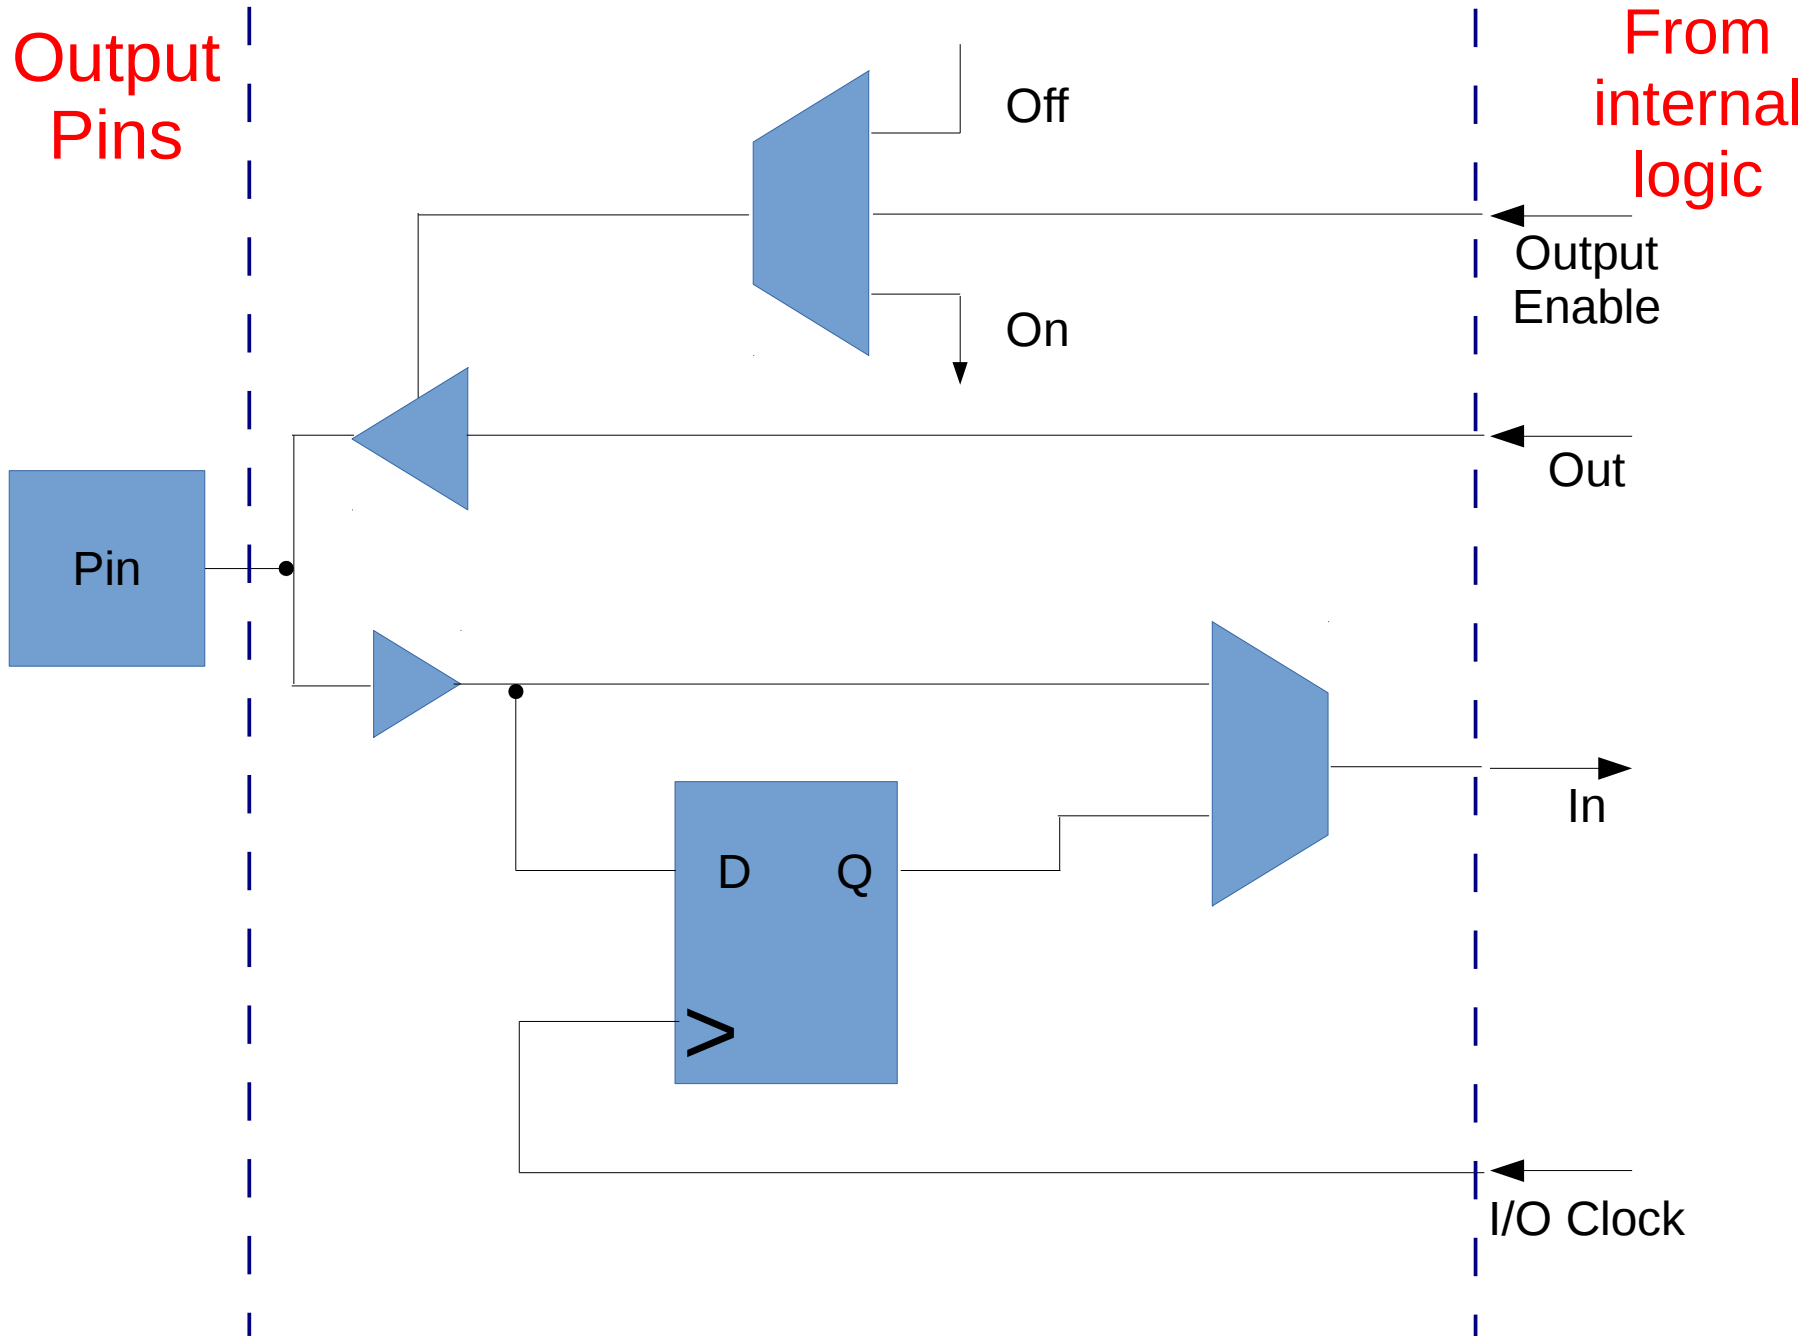 Output
Pins
From
internal
logic
Off
Output
Enable
On
Out
Pin
In
D
Q
>
I/O Clock